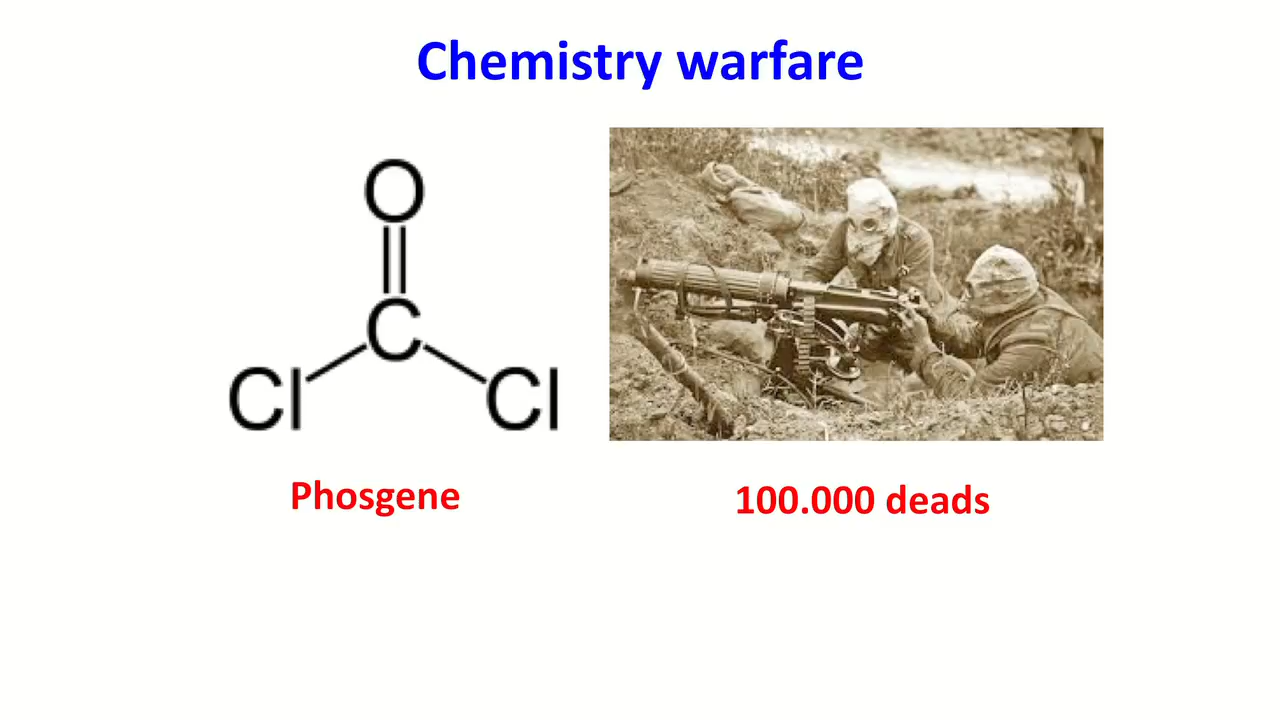 Chemistry warfare
O
C
Cl Cl
Phosgene
100.000 deads